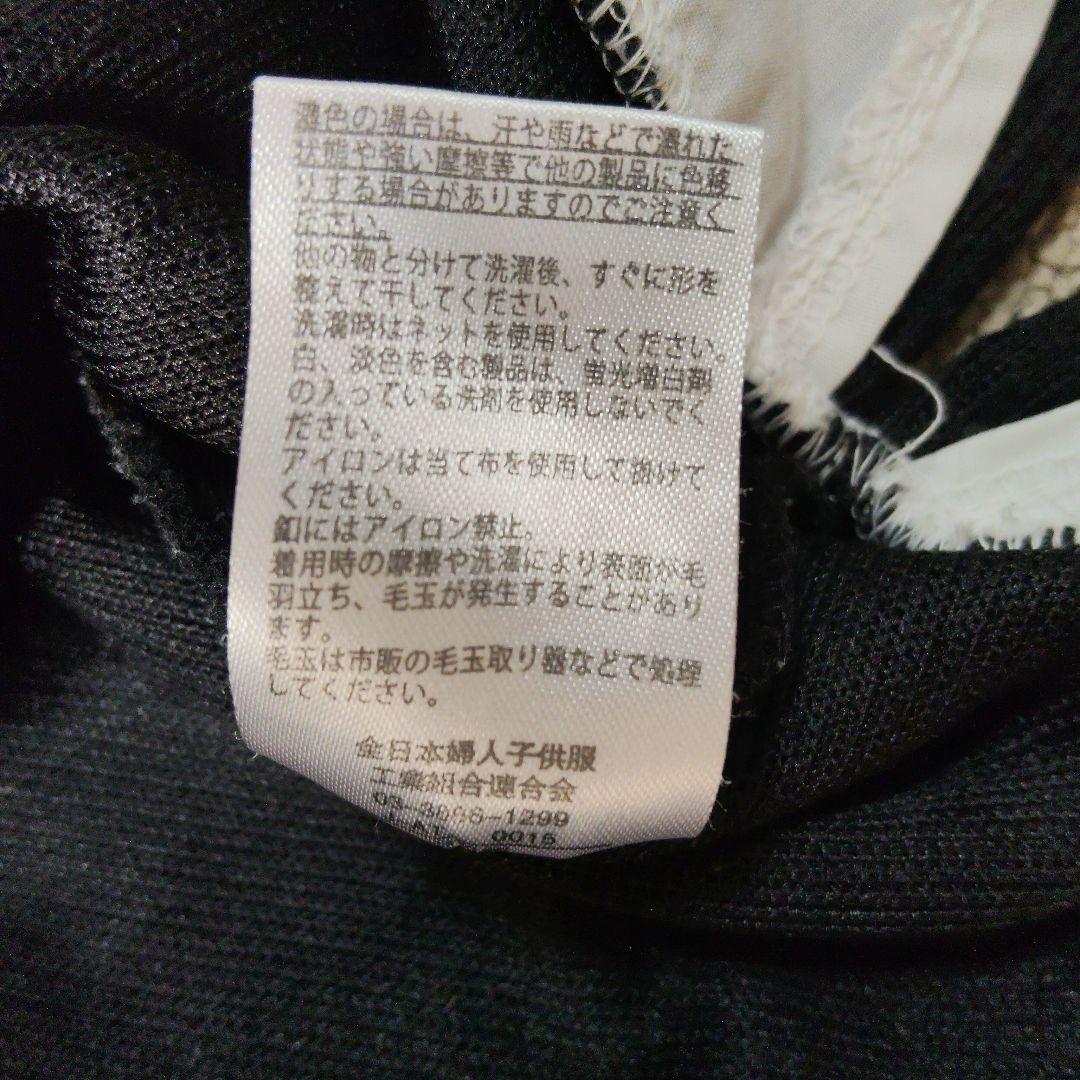 濃色の場合は、汗や雨などで濡れた
状態や強い摩擦等で他の製品に色移
りする場合がありますのでご注意く
ださい。
他の物と分けて洗濯後、すぐに形を
整えて干してください。
洗濯時はネットを使用してください。
白、淡色を含む製品は、蛍光増白剤
の入っている洗剤を使用しないでく
ださい。
アイロンは当て布を使用して掛けて
ください。
釦にはアイロン禁止。
着用時の摩擦や洗濯により表面が毛
羽立ち、毛玉が発生することがあり
ます。
毛玉は市販の毛玉取り器などで処理
してください。
全日本婦人子供服
工業組合連合会
03-3666-1299
0015